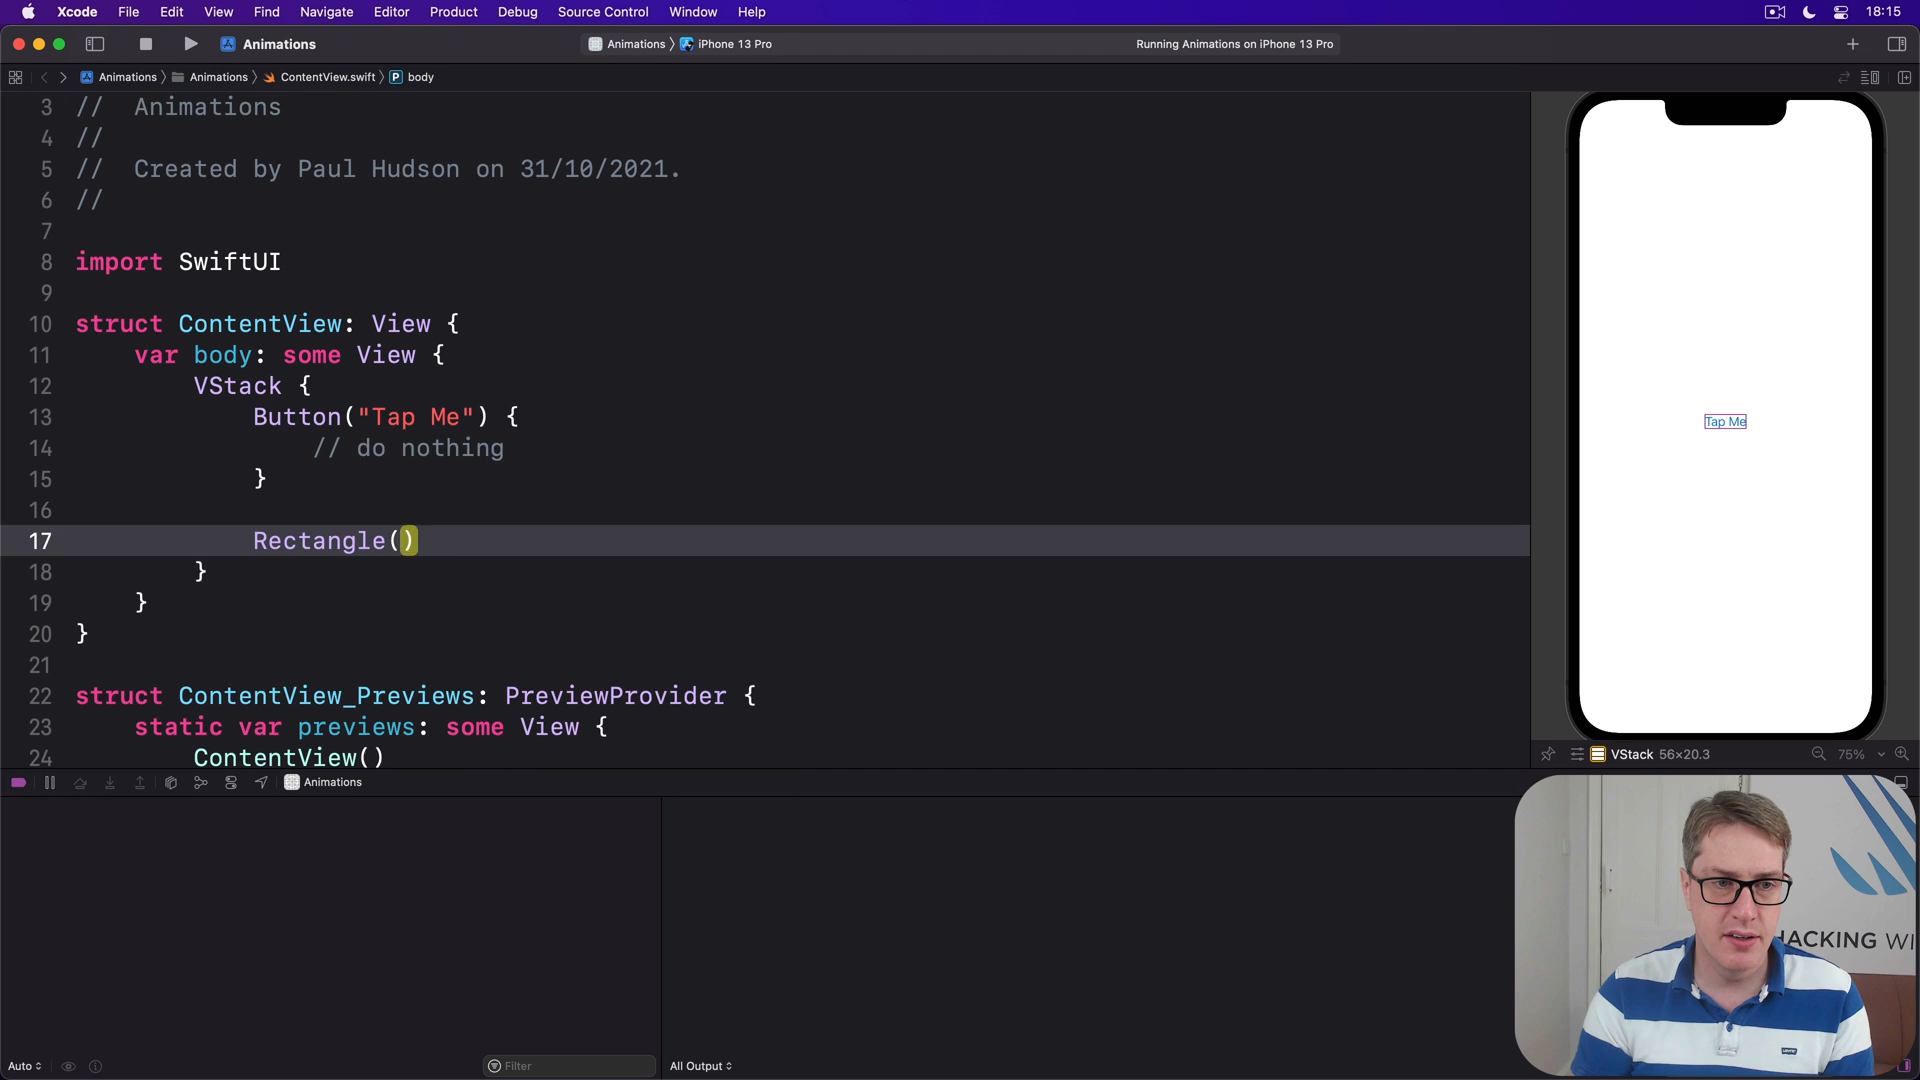 Xcode File Edit View Find Navigate Editor Product Debug Source Control Window Help 18:15
Animations Animations iPhone 13 Pro Running Animations on iPhone 13 Pro
Animations Animations ContentView.swift P body
3 // Animations
4 //
5 // Created by Paul Hudson on 31/10/2021.
6 //
7
8 import SwiftUI
9
10 struct ContentView: View {
11 var body: some View {
12 VStack {
13 Button("Tap Me") {
14 // do nothing
15 }
16
17 Rectangle()
18 }
19 }
20 }
21
22 struct ContentView_Previews: PreviewProvider {
23 static var previews: some View {
24 ContentView()
Tap Me
VStack 56×20.3 75%
Animations
HACKING WI
Levi's
Auto Filter All Output